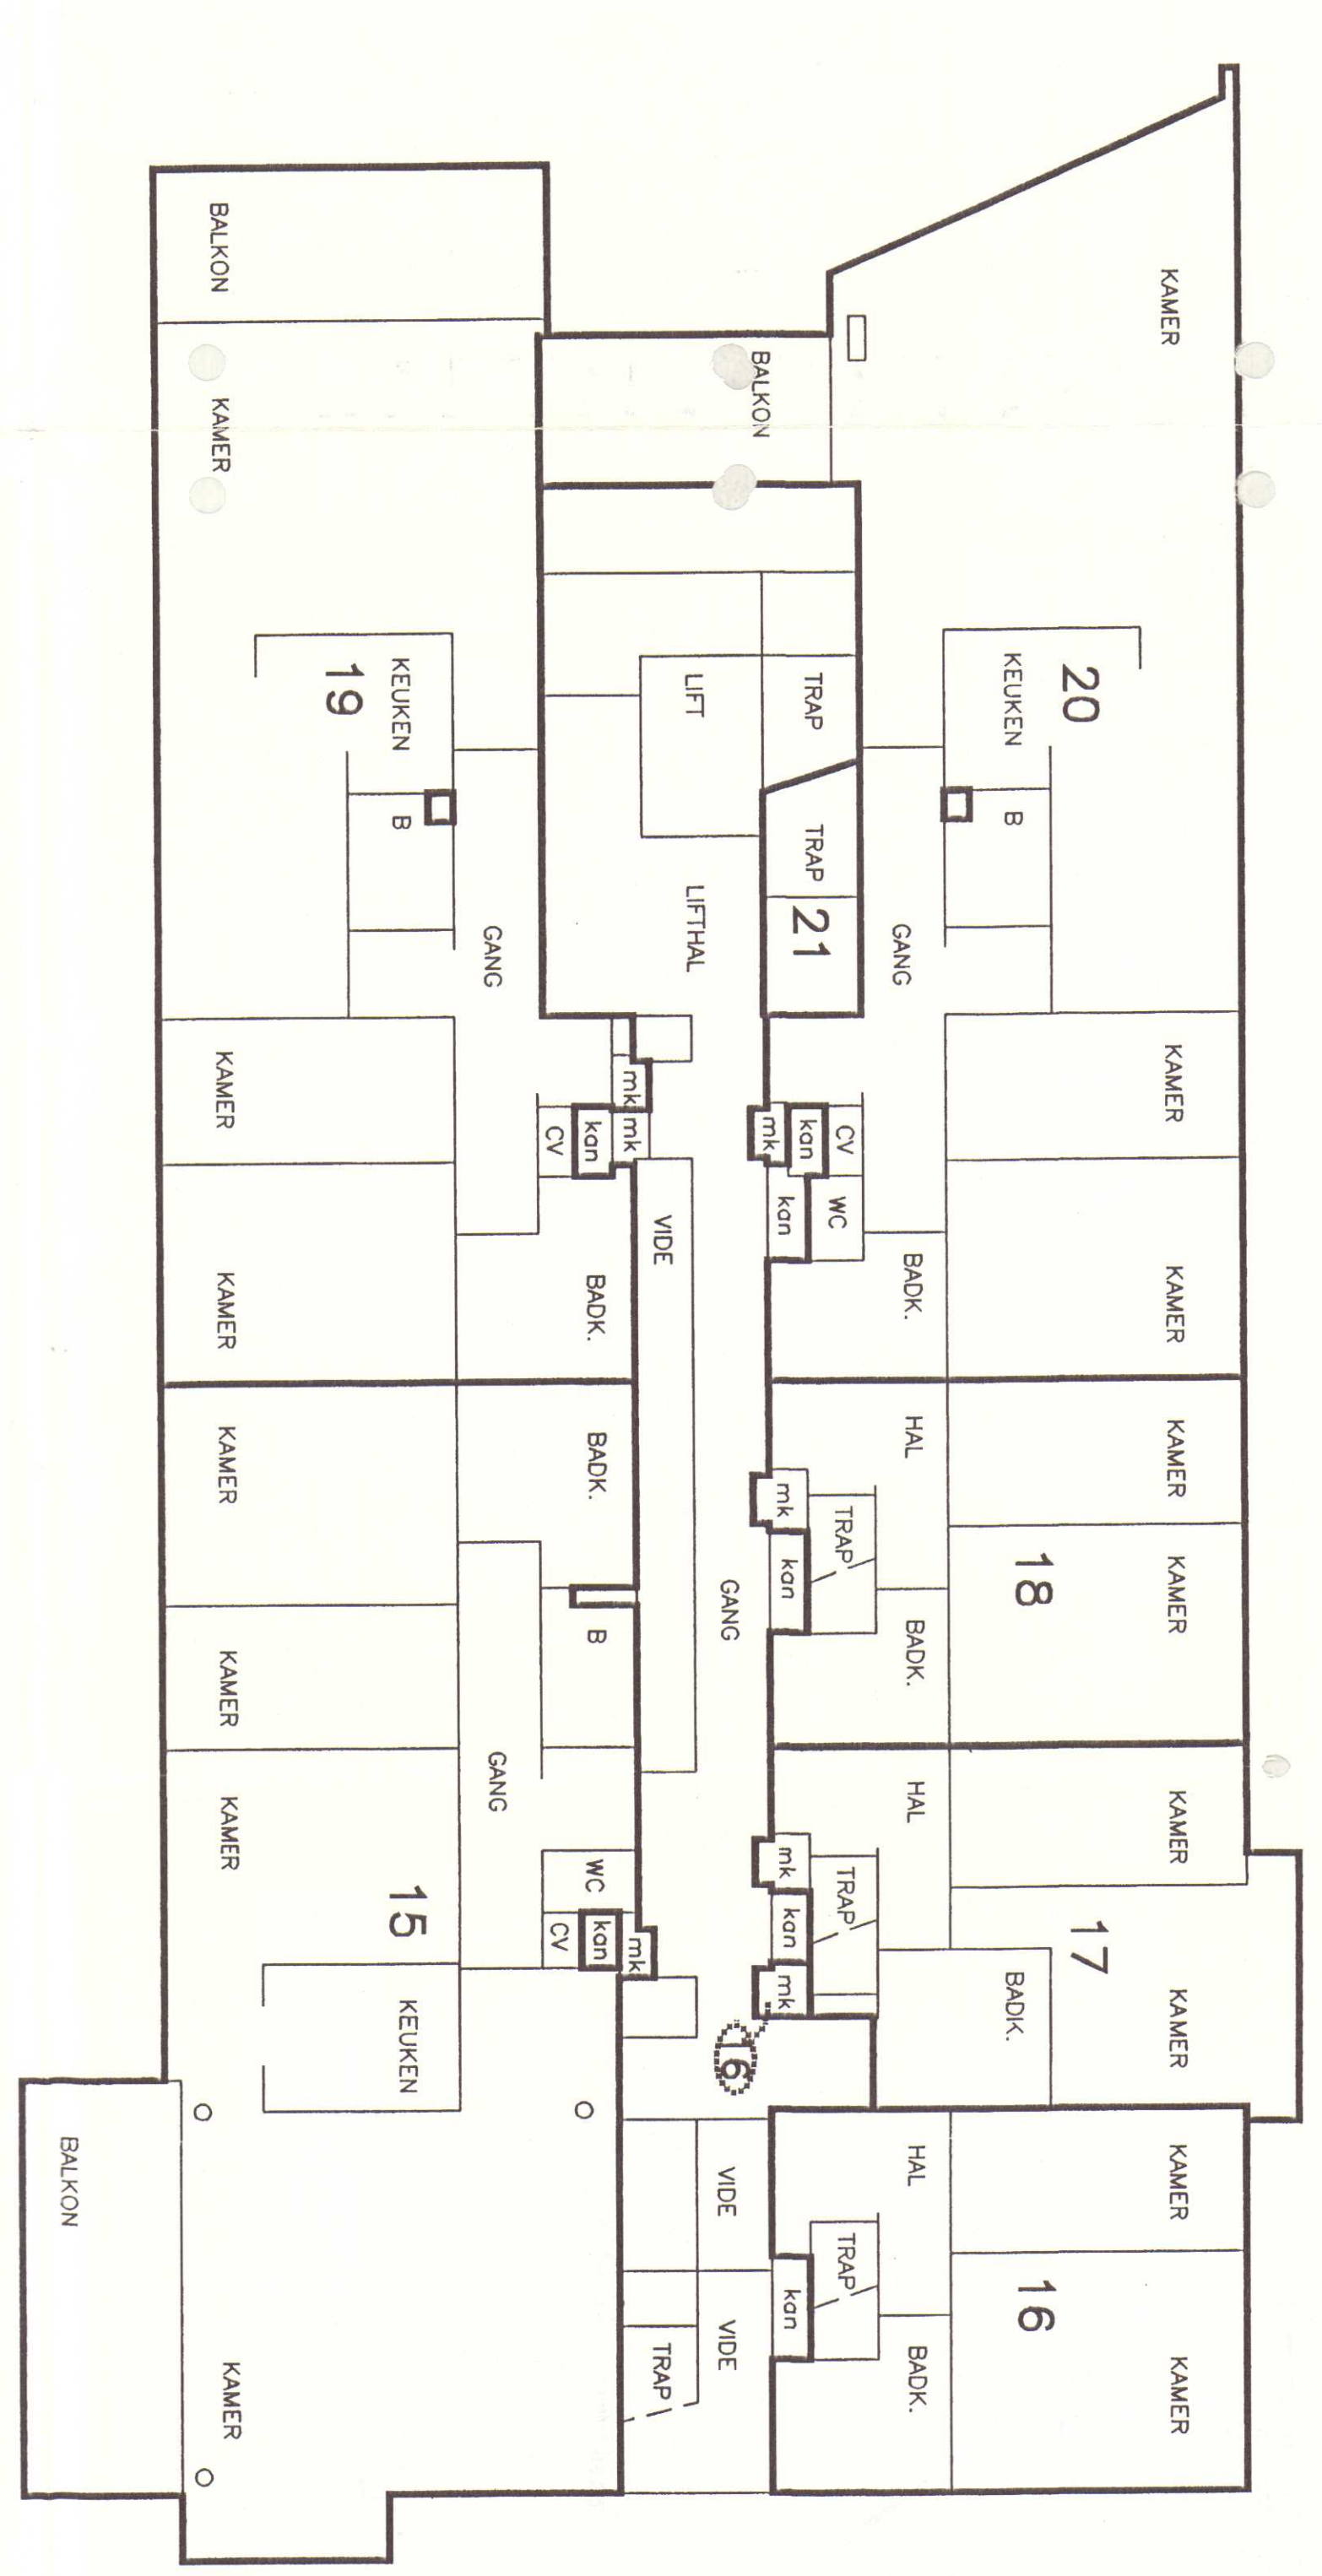 KAMER
KAMER
KAMER
KAMER
KAMER
KAMER
KAMER
KAMER
KAMER
20
17
18
16
KEUKEN
B
BADK.
GANG
BADK.
HAL
BADK.
HAL
HAL
BADK.
TRAP
TRAP
21
CV
WC
TRAP
TRAP
TRAP
kan
mk
kan
mk
kan
mk
kan
mk
kan
BALKON
GANG
16
VIDE
VIDE
LIFT
LIFTHAL
VIDE
TRAP
mk
mk
mk
CV
kan
BADK.
BADK.
B
WC
CV
kan
GANG
GANG
KEUKEN
B
15
KEUKEN
19
BALKON
KAMER
KAMER
KAMER
KAMER
KAMER
KAMER
KAMER
BALKON